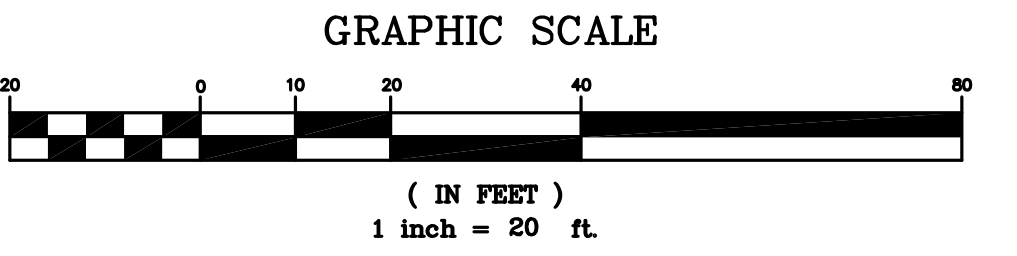 GRAPHIC SCALE
20 0 10 20 40 80
( IN FEET )
1 inch = 20 ft.